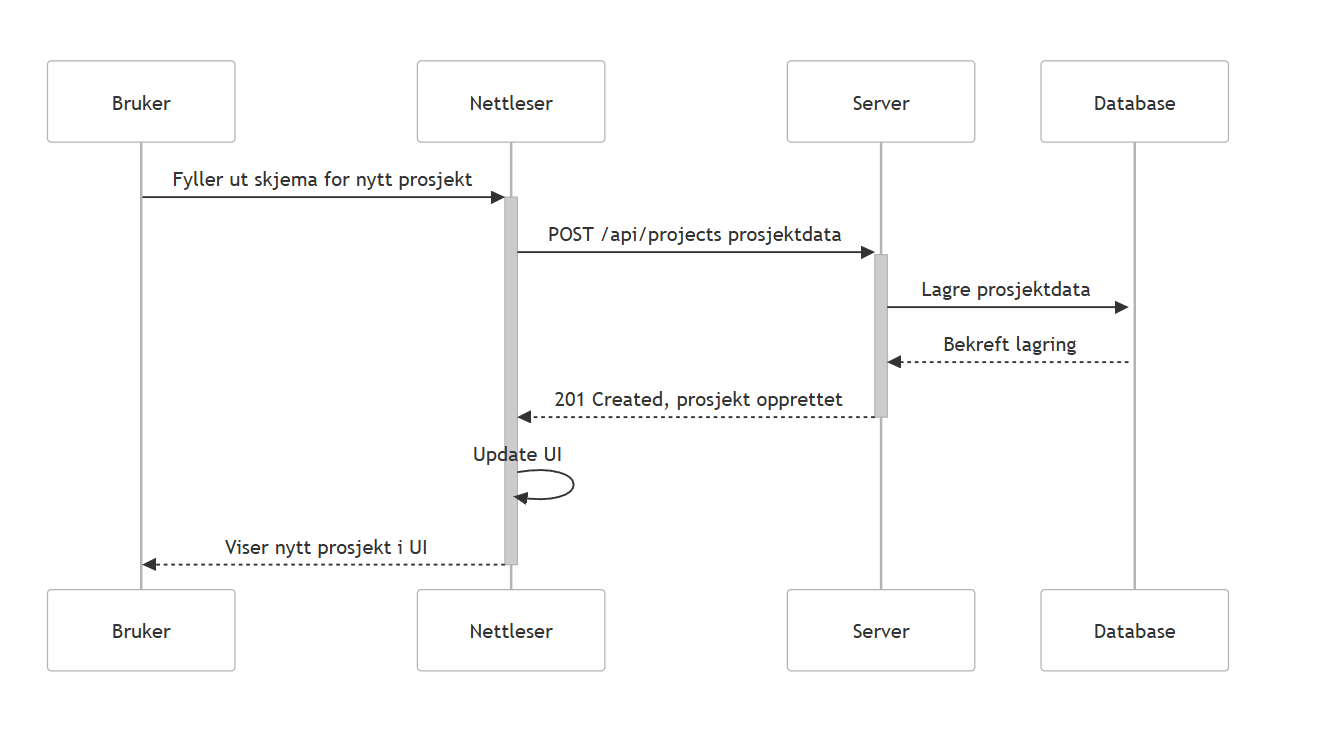 Bruker
Nettleser
Server
Database
Fyller ut skjema for nytt prosjekt
POST /api/projects prosjektdata
Lagre prosjektdata
Bekreft lagring
201 Created, prosjekt opprettet
Update UI
Viser nytt prosjekt i UI
Bruker
Nettleser
Server
Database